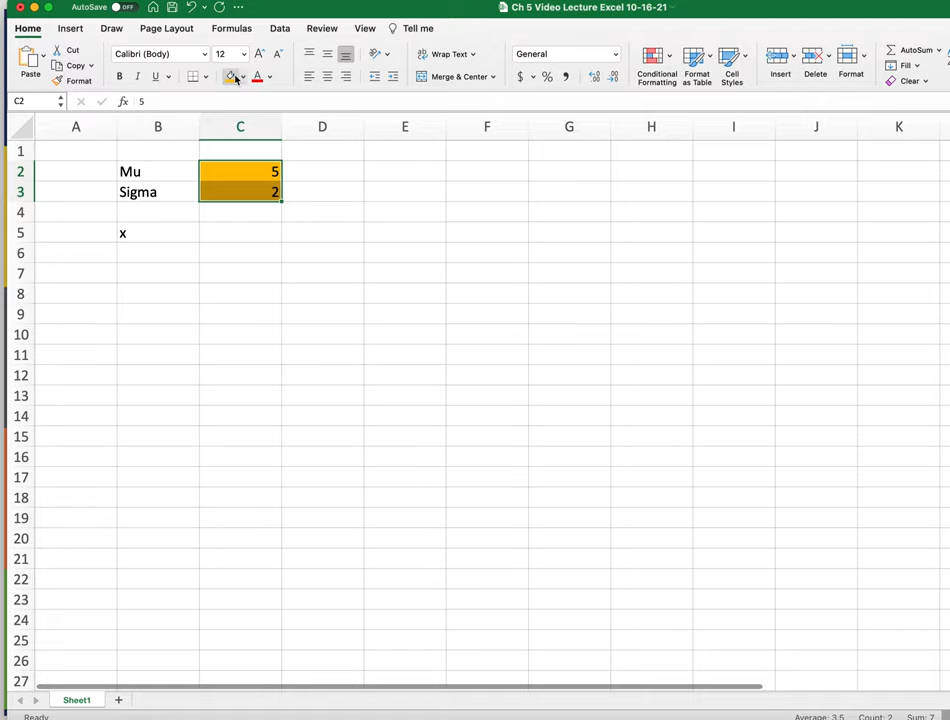 AutoSave OFF Ch 5 Video Lecture Excel 10-16-21
Home Insert Draw Page Layout Formulas Data Review View Tell me
Paste
Cut
Copy
Format
Calibri (Body) 12 A A
B I U A
Wrap Text
Merge & Center
General
$ % ,
Conditional Formatting
Format as Table
Cell Styles
Insert Delete Format
AutoSum
Fill
Clear
C2 fx 5
A B C D E F G H I J K
1
2 Mu 5
3 Sigma 2
4
5 x
6
7
8
9
10
11
12
13
14
15
16
17
18
19
20
21
22
23
24
25
26
27
Sheet1 +
Ready Average: 3.5 Count: 2 Sum: 7